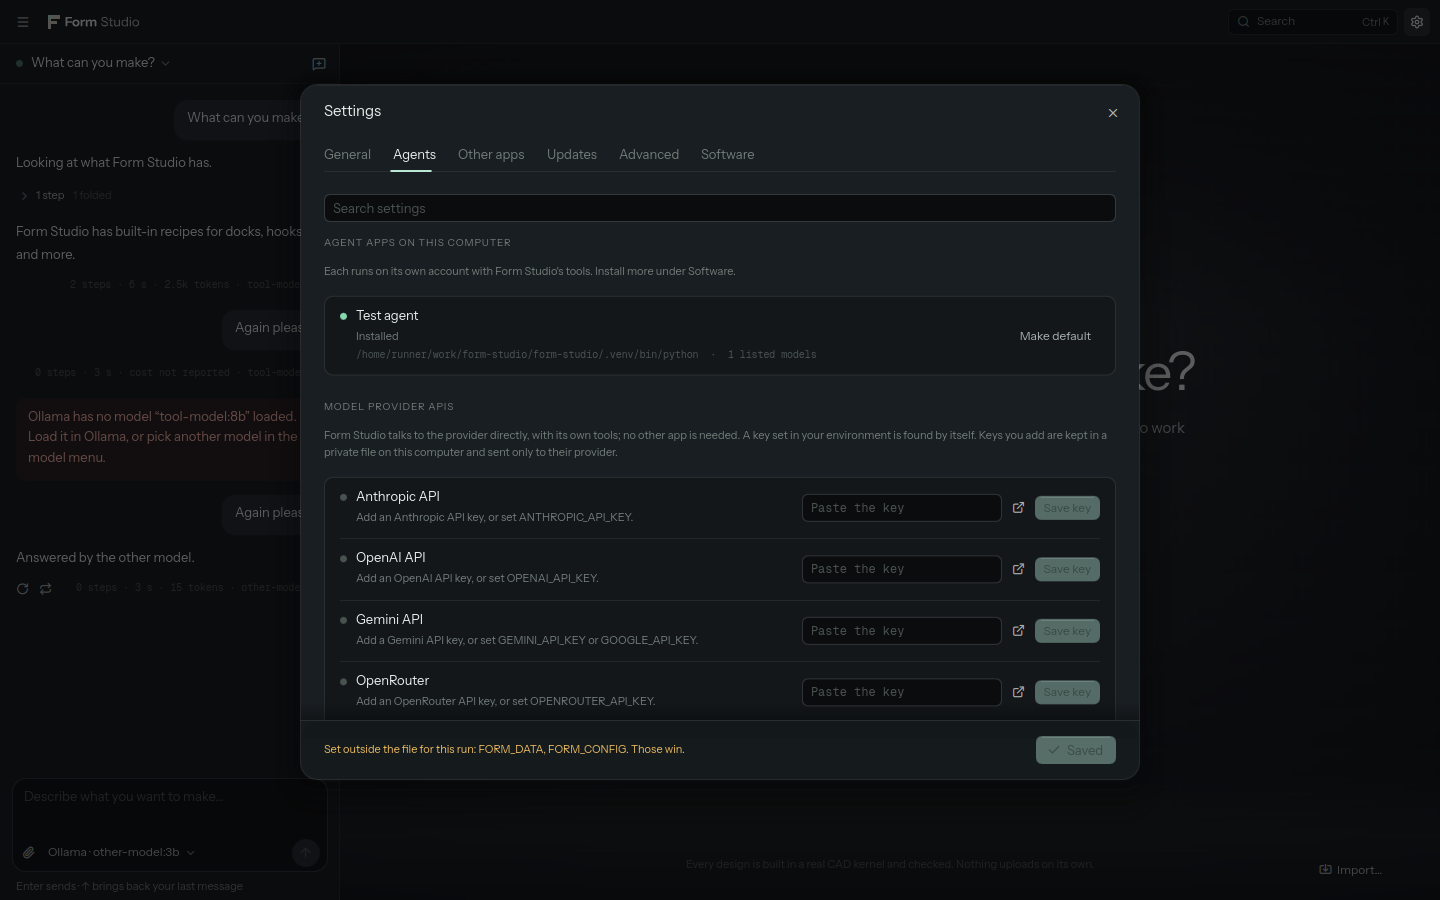 Form Studio
Search
Ctrl K
What can you make?
What can you make
Looking at what Form Studio has.
1 step 1 folded
Form Studio has built-in recipes for docks, hooks
and more.
2 steps · 6 s · 2.5k tokens · tool-mode
Again pleas
0 steps · 3 s · cost not reported · tool-mode
Ollama has no model “tool-model:8b” loaded.
Load it in Ollama, or pick another model in the
model menu.
Again pleas
Answered by the other model.
0 steps · 3 s · 15 tokens · other-mode
Describe what you want to make...
Ollama · other-model:3b
Enter sends · ↑ brings back your last message
Settings
General Agents Other apps Updates Advanced Software
Search settings
AGENT APPS ON THIS COMPUTER
Each runs on its own account with Form Studio's tools. Install more under Software.
Test agent
Installed
Make default
/home/runner/work/form-studio/form-studio/.venv/bin/python · 1 listed models
MODEL PROVIDER APIS
Form Studio talks to the provider directly, with its own tools; no other app is needed. A key set in your environment is found by itself. Keys you add are kept in a
private file on this computer and sent only to their provider.
Anthropic API
Add an Anthropic API key, or set ANTHROPIC_API_KEY.
Paste the key
Save key
OpenAI API
Add an OpenAI API key, or set OPENAI_API_KEY.
Paste the key
Save key
Gemini API
Add a Gemini API key, or set GEMINI_API_KEY or GOOGLE_API_KEY.
Paste the key
Save key
OpenRouter
Add an OpenRouter API key, or set OPENROUTER_API_KEY.
Paste the key
Save key
Set outside the file for this run: FORM_DATA, FORM_CONFIG. Those win.
Saved
ke?
o work
Every design is built in a real CAD kernel and checked. Nothing uploads on its own.
Import...